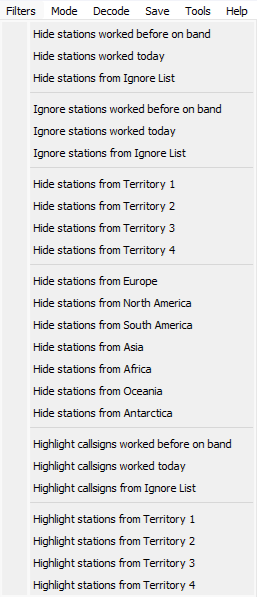 Filters Mode Decode Save Tools Help
Hide stations worked before on band
Hide stations worked today
Hide stations from Ignore List
Ignore stations worked before on band
Ignore stations worked today
Ignore stations from Ignore List
Hide stations from Territory 1
Hide stations from Territory 2
Hide stations from Territory 3
Hide stations from Territory 4
Hide stations from Europe
Hide stations from North America
Hide stations from South America
Hide stations from Asia
Hide stations from Africa
Hide stations from Oceania
Hide stations from Antarctica
Highlight callsigns worked before on band
Highlight callsigns worked today
Highlight callsigns from Ignore List
Highlight stations from Territory 1
Highlight stations from Territory 2
Highlight stations from Territory 3
Highlight stations from Territory 4